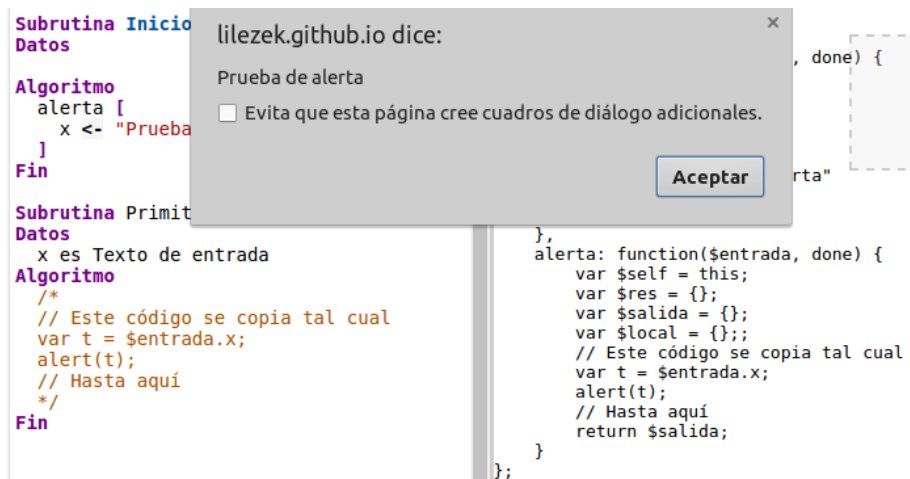 Subrutina Inicio
Datos
Algoritmo
alerta [
x <- "Prueba
]
Fin
Subrutina Primit
Datos
x es Texto de entrada
Algoritmo
/*
// Este código se copia tal cual
var t = $entrada.x;
alert(t);
// Hasta aquí
*/
Fin
lilezek.github.io dice:
×
Prueba de alerta
Evita que esta página cree cuadros de diálogo adicionales.
Aceptar
, done) {
rta"
},
alerta: function($entrada, done) {
var $self = this;
var $res = {};
var $salida = {};
var $local = {};;
// Este código se copia tal cual
var t = $entrada.x;
alert(t);
// Hasta aquí
return $salida;
}
};